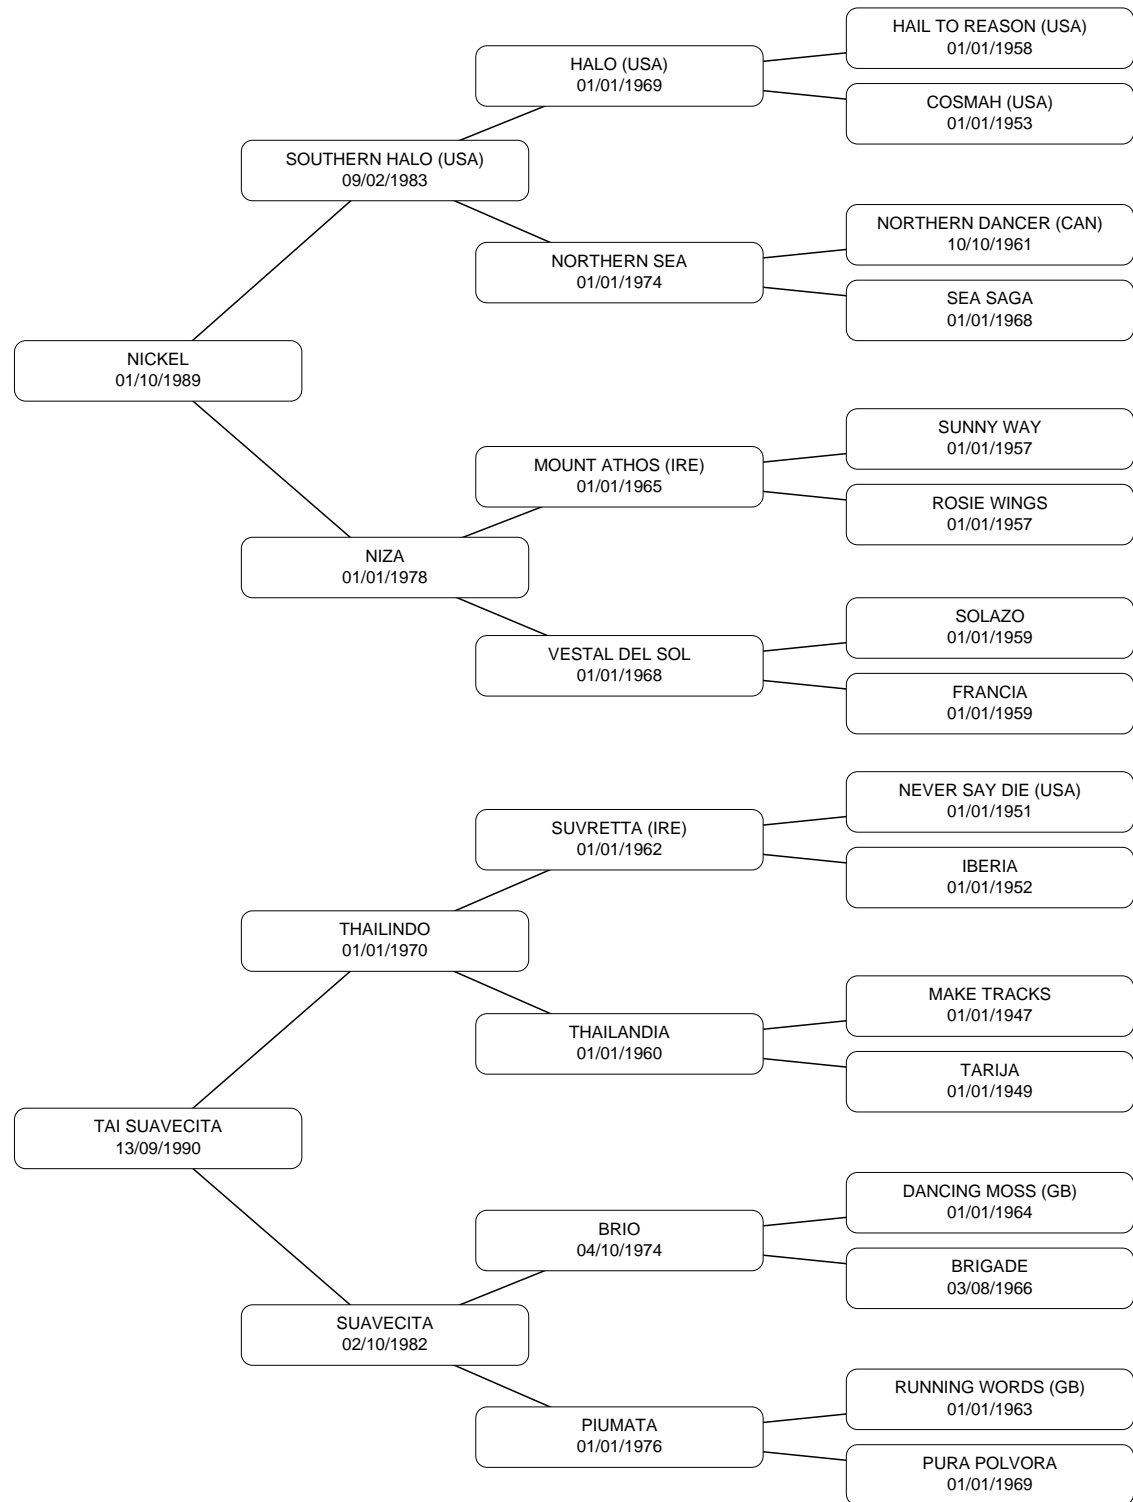 HAIL TO REASON (USA)
01/01/1958
HALO (USA)
01/01/1969
COSMAH (USA)
01/01/1953
SOUTHERN HALO (USA)
09/02/1983
NORTHERN DANCER (CAN)
10/10/1961
NORTHERN SEA
01/01/1974
SEA SAGA
01/01/1968
NICKEL
01/10/1989
SUNNY WAY
01/01/1957
MOUNT ATHOS (IRE)
01/01/1965
ROSIE WINGS
01/01/1957
NIZA
01/01/1978
SOLAZO
01/01/1959
VESTAL DEL SOL
01/01/1968
FRANCIA
01/01/1959
NEVER SAY DIE (USA)
01/01/1951
SUVRETTA (IRE)
01/01/1962
IBERIA
01/01/1952
THAILINDO
01/01/1970
MAKE TRACKS
01/01/1947
THAILANDIA
01/01/1960
TARIJA
01/01/1949
TAI SUAVECITA
13/09/1990
DANCING MOSS (GB)
01/01/1964
BRIO
04/10/1974
BRIGADE
03/08/1966
SUAVECITA
02/10/1982
RUNNING WORDS (GB)
01/01/1963
PIUMATA
01/01/1976
PURA POLVORA
01/01/1969